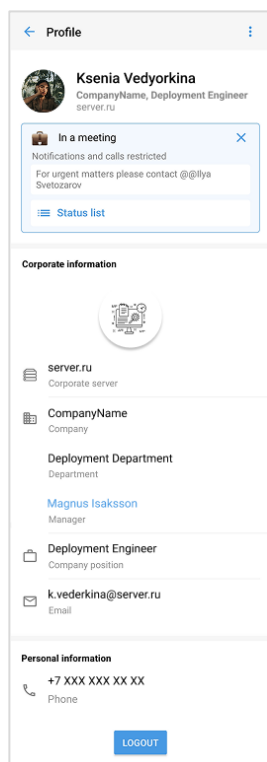 Profile
Ksenia Vedyorkina
CompanyName, Deployment Engineer
server.ru
In a meeting
Notifications and calls restricted
For urgent matters please contact @@Ilya
Svetozarov
Status list
Corporate information
server.ru
Corporate server
CompanyName
Company
Deployment Department
Department
Magnus Isaksson
Manager
Deployment Engineer
Company position
k.vederkina@server.ru
Email
Personal information
+7 XXX XXX XX XX
Phone
LOGOUT